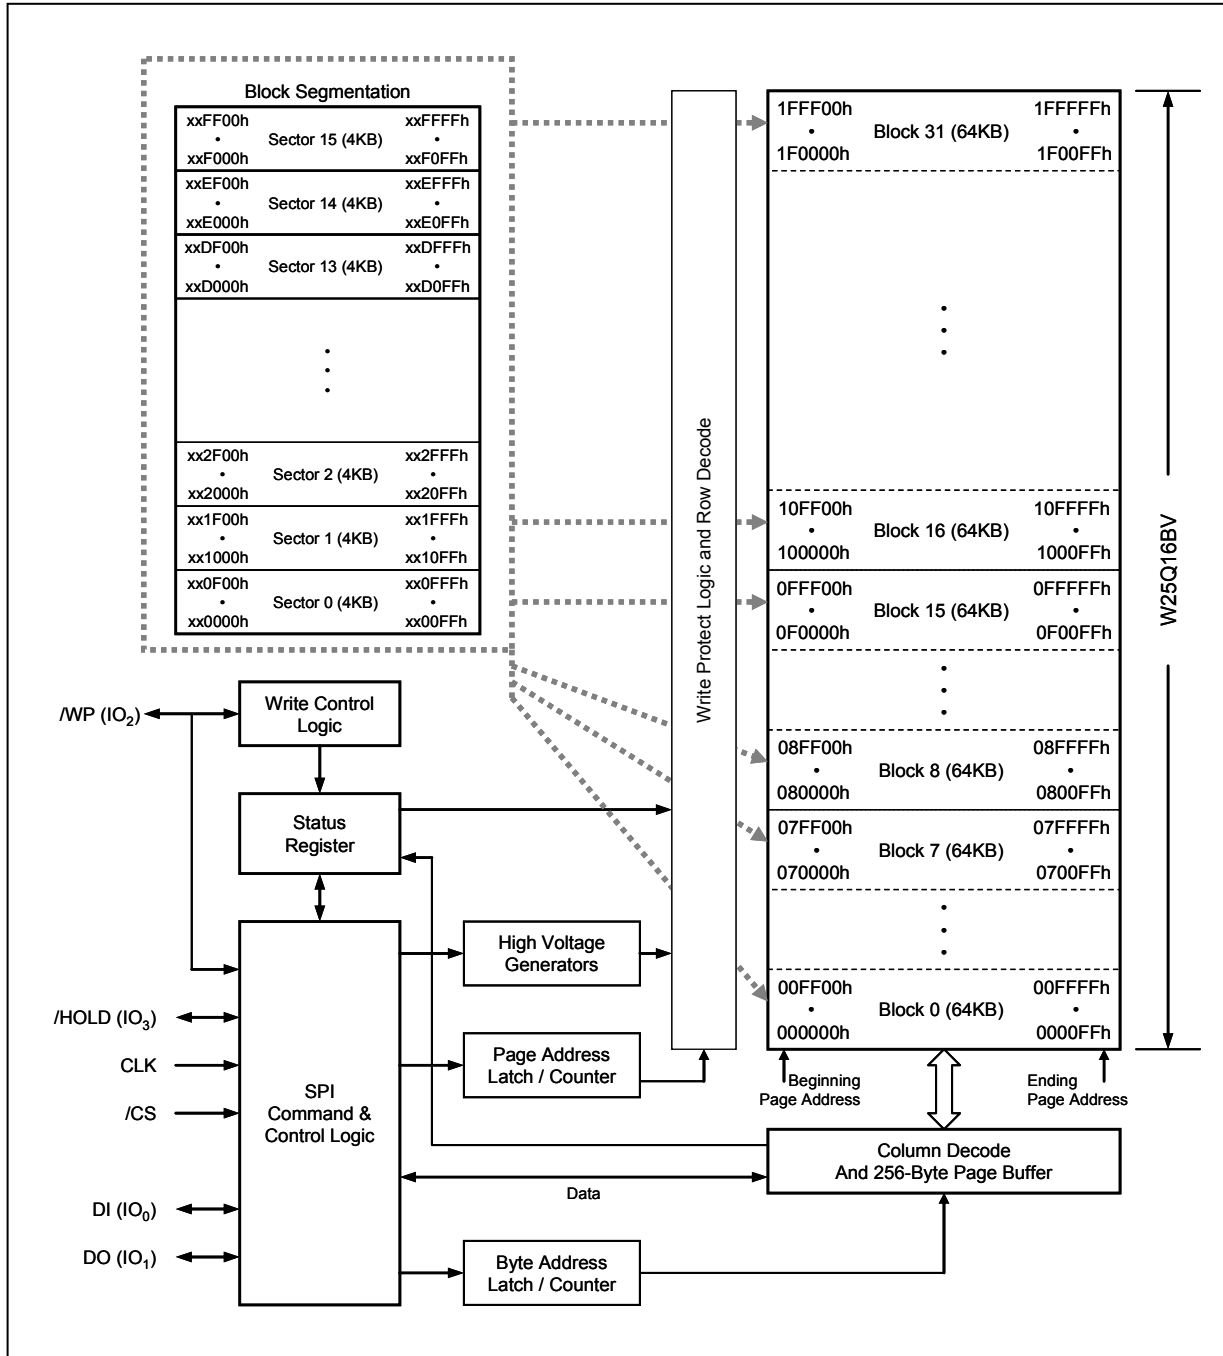 Block Segmentation
xxFF00h xxFFFFh
• Sector 15 (4KB) •
xxF000h xxF0FFh
xxEF00h xxEFFFh
• Sector 14 (4KB) •
xxE000h xxE0FFh
xxDF00h xxDFFFh
• Sector 13 (4KB) •
xxD000h xxD0FFh
xx2F00h xx2FFFh
• Sector 2 (4KB) •
xx2000h xx20FFh
xx1F00h xx1FFFh
• Sector 1 (4KB) •
xx1000h xx10FFh
xx0F00h xx0FFFh
• Sector 0 (4KB) •
xx0000h xx00FFh
Write Protect Logic and Row Decode
1FFF00h 1FFFFFh
• Block 31 (64KB) •
1F0000h 1F00FFh
10FF00h 10FFFFh
• Block 16 (64KB) •
100000h 1000FFh
0FFF00h 0FFFFFh
• Block 15 (64KB) •
0F0000h 0F00FFh
08FF00h 08FFFFh
• Block 8 (64KB) •
080000h 0800FFh
07FF00h 07FFFFh
• Block 7 (64KB) •
070000h 0700FFh
00FF00h 00FFFFh
• Block 0 (64KB) •
000000h 0000FFh
W25Q16BV
Beginning
Page Address
Ending
Page Address
/WP (IO2)
Write Control
Logic
Status
Register
High Voltage
Generators
/HOLD (IO3)
CLK
/CS
Page Address
Latch / Counter
SPI
Command &
Control Logic
Column Decode
And 256-Byte Page Buffer
Data
DI (IO0)
DO (IO1)
Byte Address
Latch / Counter